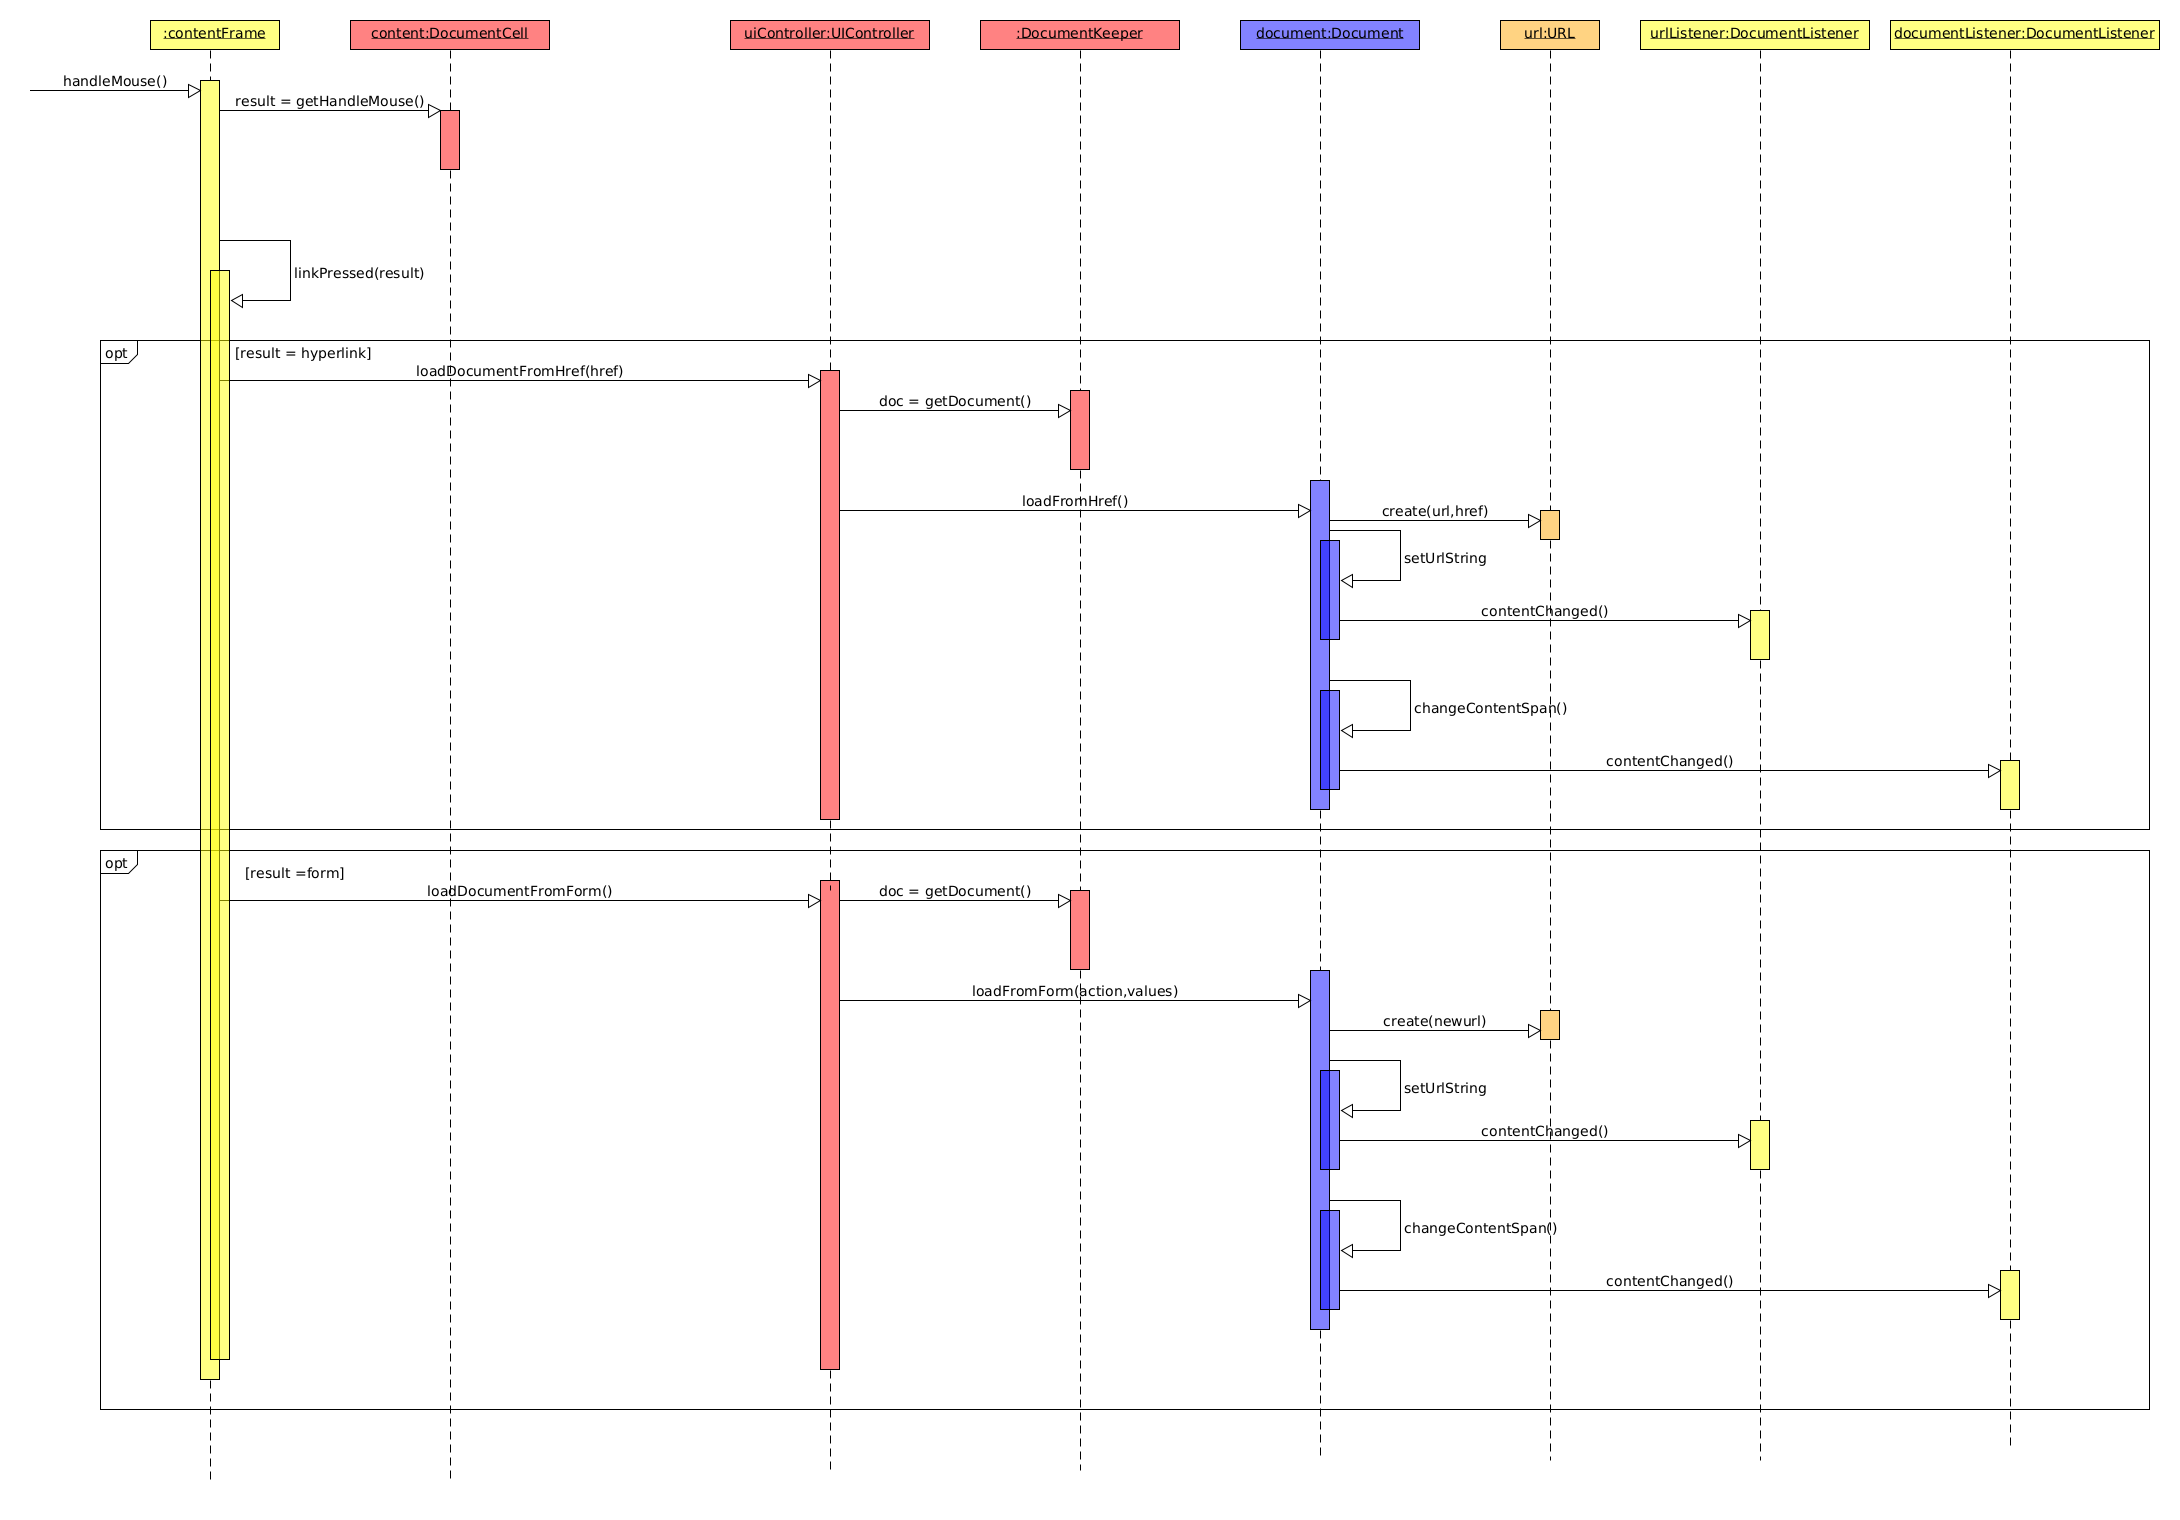 :contentFrame
content:DocumentCell
uiController:UIController
:DocumentKeeper
document:Document
url:URL
urlListener:DocumentListener
documentListener:DocumentListener
handleMouse()
result = getHandleMouse()
linkPressed(result)
opt
[result = hyperlink]
loadDocumentFromHref(href)
doc = getDocument()
loadFromHref()
create(url,href)
setUrlString
contentChanged()
changeContentSpan()
contentChanged()
opt
[result =form]
loadDocumentFromForm()
doc = getDocument()
loadFromForm(action,values)
create(newurl)
setUrlString
contentChanged()
changeContentSpan()
contentChanged()